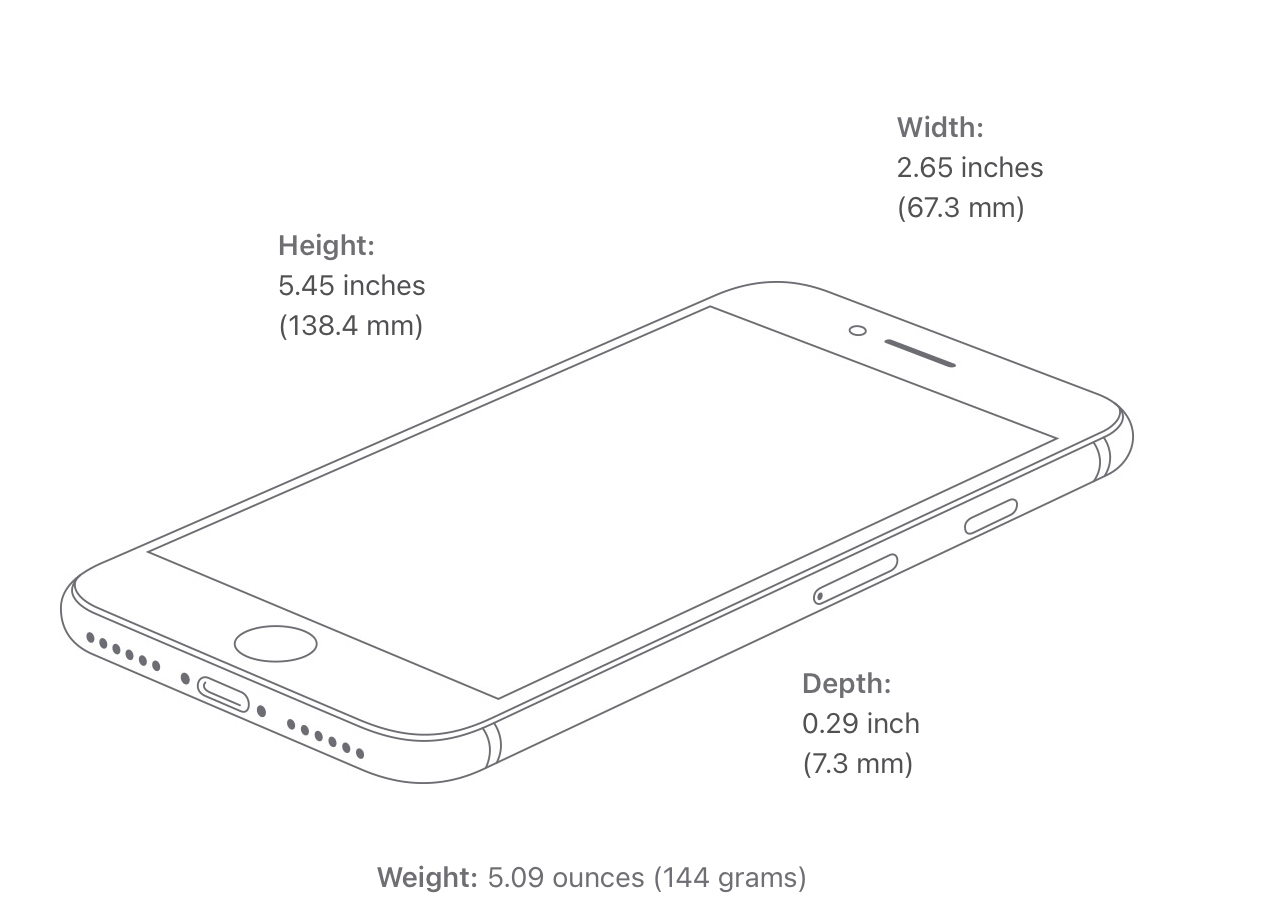 Width:
2.65 inches
(67.3 mm)
Height:
5.45 inches
(138.4 mm)
Depth:
0.29 inch
(7.3 mm)
Weight: 5.09 ounces (144 grams)